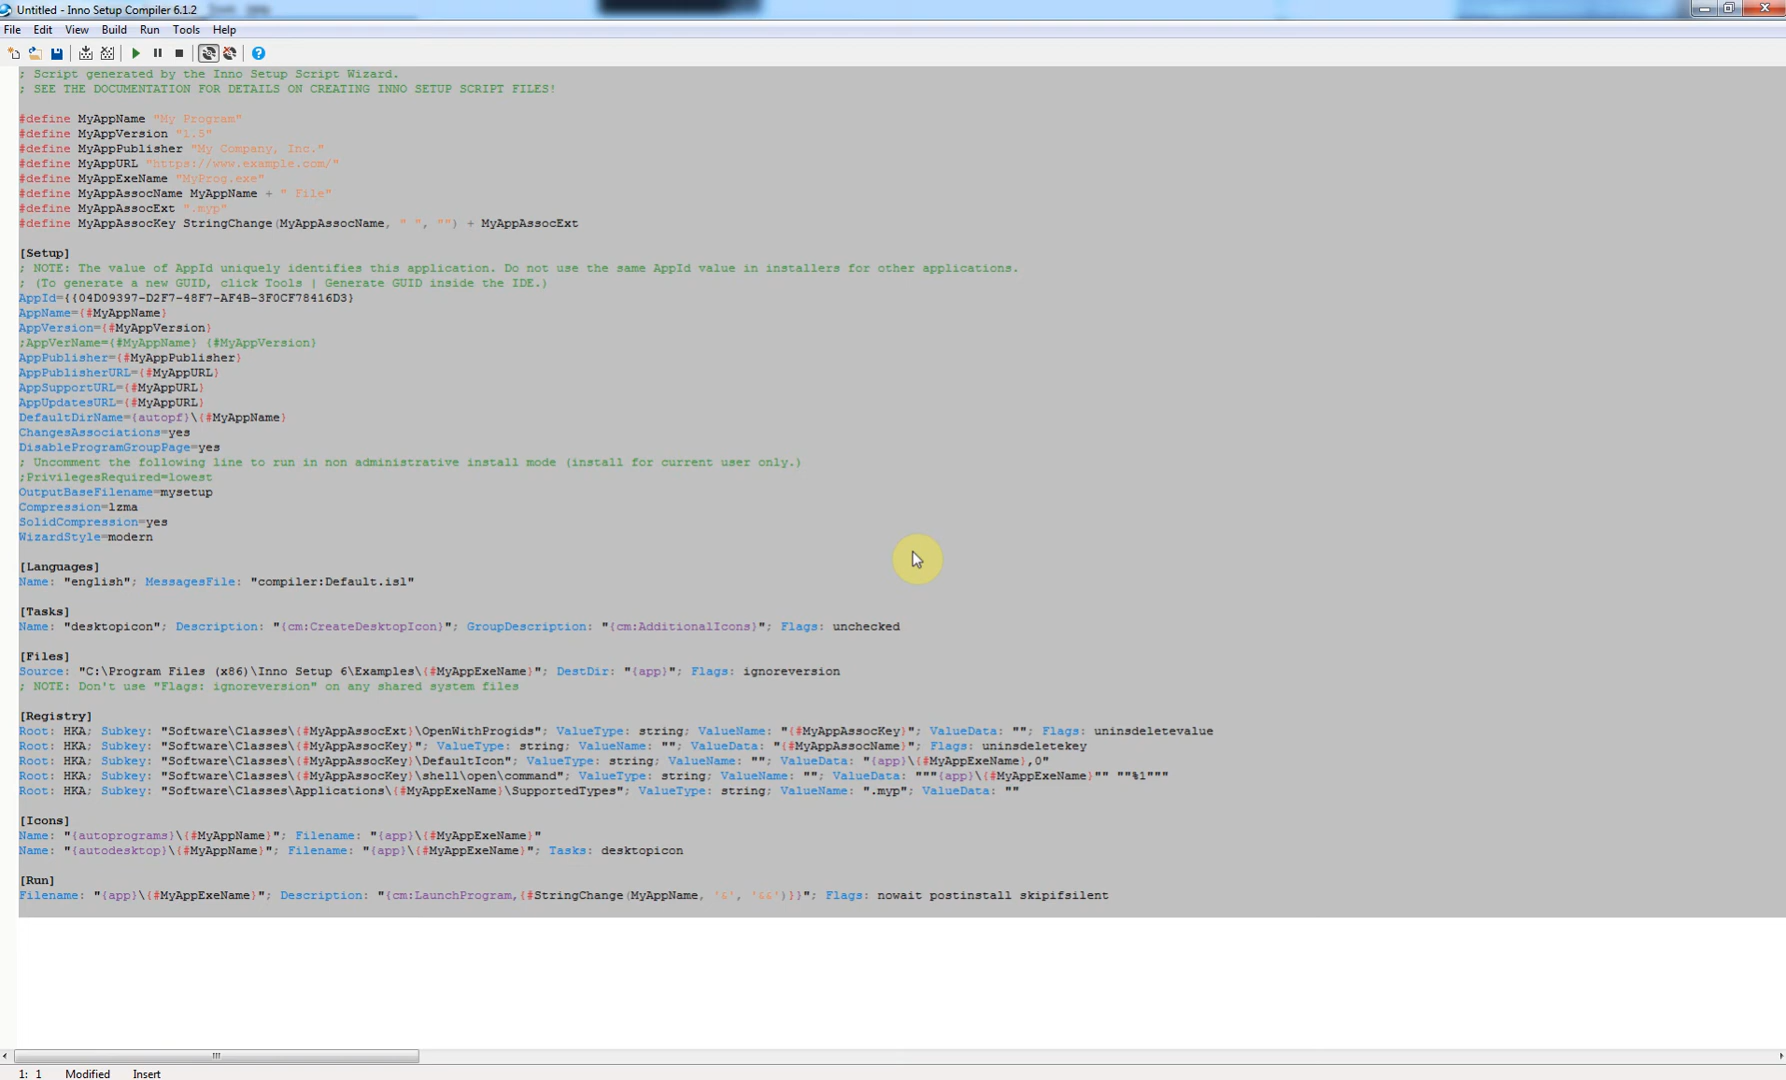 Untitled - Inno Setup Compiler 6.1.2
File Edit View Build Run Tools Help
; Script generated by the Inno Setup Script Wizard.
; SEE THE DOCUMENTATION FOR DETAILS ON CREATING INNO SETUP SCRIPT FILES!
#define MyAppName "My Program"
#define MyAppVersion "1.5"
#define MyAppPublisher "My Company, Inc."
#define MyAppURL "https://www.example.com/"
#define MyAppExeName "MyProg.exe"
#define MyAppAssocName MyAppName + " File"
#define MyAppAssocExt ".myp"
#define MyAppAssocKey StringChange(MyAppAssocName, " ", "") + MyAppAssocExt
[Setup]
; NOTE: The value of AppId uniquely identifies this application. Do not use the same AppId value in installers for other applications.
; (To generate a new GUID, click Tools | Generate GUID inside the IDE.)
AppId={{04D09397-D2F7-48F7-AF4B-3F0CF78416D3}
AppName={#MyAppName}
AppVersion={#MyAppVersion}
;AppVerName={#MyAppName} {#MyAppVersion}
AppPublisher={#MyAppPublisher}
AppPublisherURL={#MyAppURL}
AppSupportURL={#MyAppURL}
AppUpdatesURL={#MyAppURL}
DefaultDirName={autopf}\{#MyAppName}
ChangesAssociations=yes
DisableProgramGroupPage=yes
; Uncomment the following line to run in non administrative install mode (install for current user only.)
;PrivilegesRequired=lowest
OutputBaseFilename=mysetup
Compression=lzma
SolidCompression=yes
WizardStyle=modern
[Languages]
Name: "english"; MessagesFile: "compiler:Default.isl"
[Tasks]
Name: "desktopicon"; Description: "{cm:CreateDesktopIcon}"; GroupDescription: "{cm:AdditionalIcons}"; Flags: unchecked
[Files]
Source: "C:\Program Files (x86)\Inno Setup 6\Examples\{#MyAppExeName}"; DestDir: "{app}"; Flags: ignoreversion
; NOTE: Don't use "Flags: ignoreversion" on any shared system files
[Registry]
Root: HKA; Subkey: "Software\Classes\{#MyAppAssocExt}\OpenWithProgids"; ValueType: string; ValueName: "{#MyAppAssocKey}"; ValueData: ""; Flags: uninsdeletevalue
Root: HKA; Subkey: "Software\Classes\{#MyAppAssocKey}"; ValueType: string; ValueName: ""; ValueData: "{#MyAppAssocName}"; Flags: uninsdeletekey
Root: HKA; Subkey: "Software\Classes\{#MyAppAssocKey}\DefaultIcon"; ValueType: string; ValueName: ""; ValueData: "{app}\{#MyAppExeName},0"
Root: HKA; Subkey: "Software\Classes\{#MyAppAssocKey}\shell\open\command"; ValueType: string; ValueName: ""; ValueData: """{app}\{#MyAppExeName}"" ""%1"""
Root: HKA; Subkey: "Software\Classes\Applications\{#MyAppExeName}\SupportedTypes"; ValueType: string; ValueName: ".myp"; ValueData: ""
[Icons]
Name: "{autoprograms}\{#MyAppName}"; Filename: "{app}\{#MyAppExeName}"
Name: "{autodesktop}\{#MyAppName}"; Filename: "{app}\{#MyAppExeName}"; Tasks: desktopicon
[Run]
Filename: "{app}\{#MyAppExeName}"; Description: "{cm:LaunchProgram,{#StringChange(MyAppName, '&', '&&')}}"; Flags: nowait postinstall skipifsilent
1: 1 Modified Insert